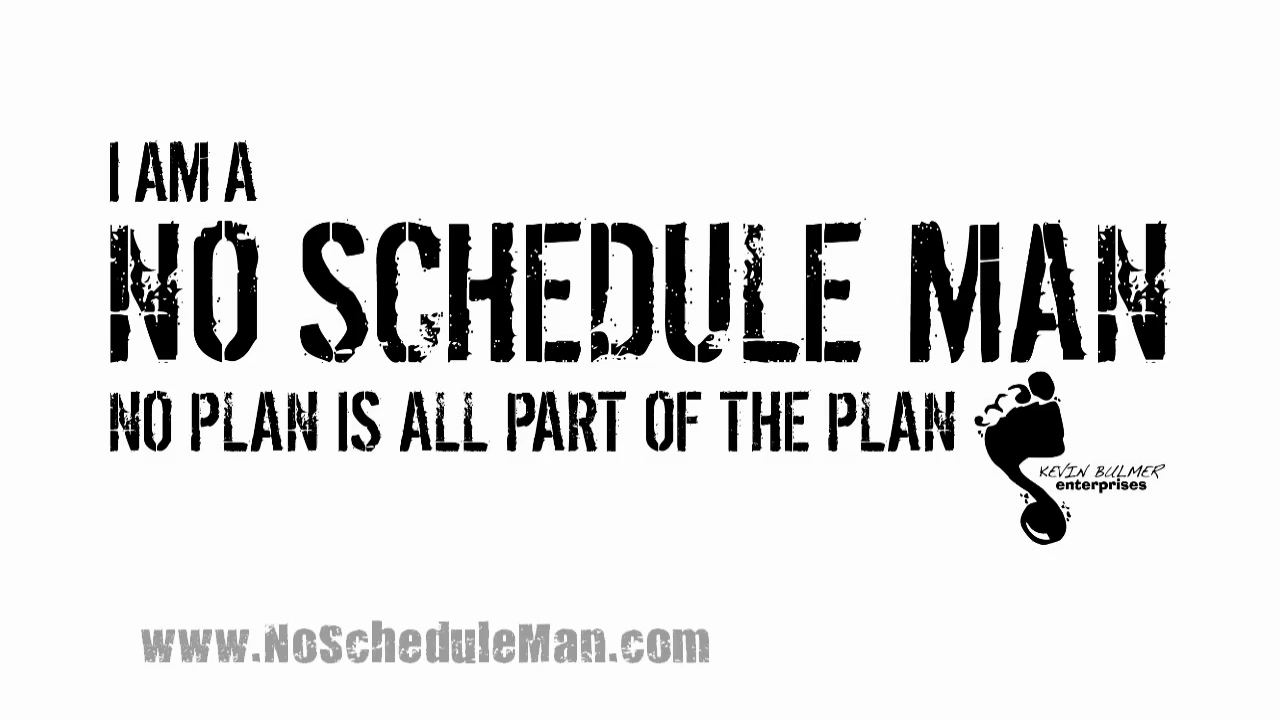 I AM A
NO SCHEDULE MAN
NO PLAN IS ALL PART OF THE PLAN
KEVIN BULMER
enterprises
www.NoScheduleMan.com